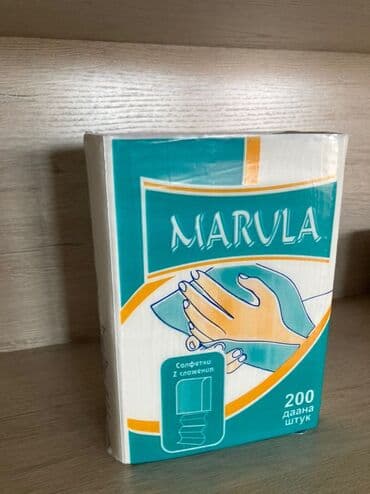 MARULA
Салфетки
Z сложения
200
даана
штук